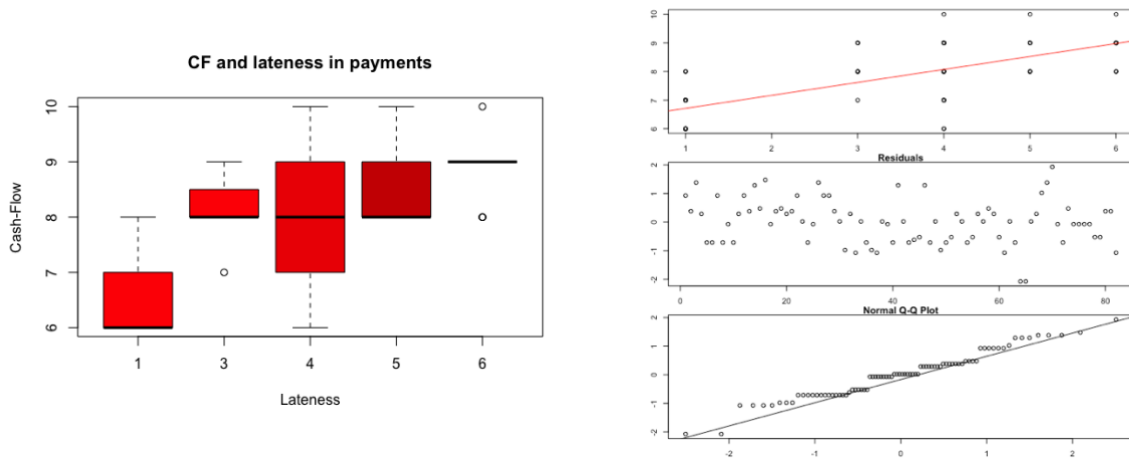 CF and lateness in payments
Cash-Flow
10
9
8
7
6
1 3 4 5 6
Lateness
10
9
8
7
6
1 2 3 4 5 6
Residuals
2
1
0
-1
-2
0 20 40 60 80
Normal Q-Q Plot
2
1
0
-1
-2
-2 -1 0 1 2